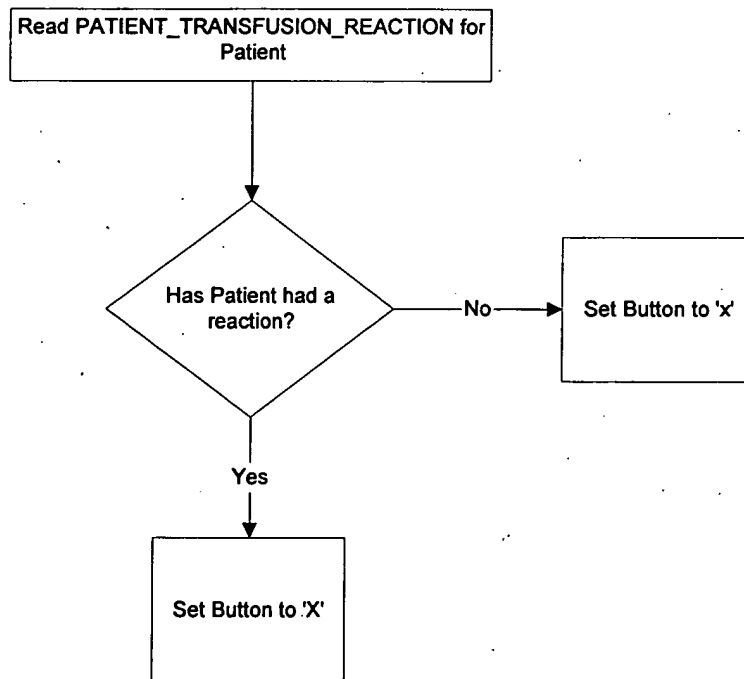 Read PATIENT_TRANSFUSION_REACTION for
Patient
Has Patient had a
reaction?
No
Set Button to 'x'
Yes
Set Button to 'X'